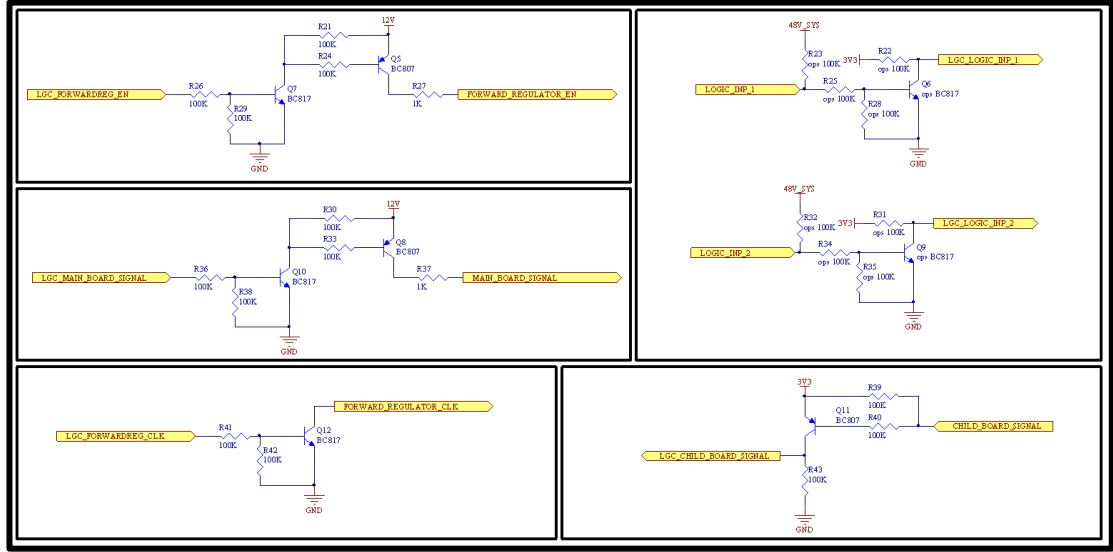 12V
R21
100K
R24
100K
Q5
BC807
R27
1K
FORWARD_REGULATOR_EN
LGC_FORWARDREG_EN
R26
100K
Q7
BC817
R29
100K
GND
48V_SYS
R23
ops 100K
3V3
R22
ops 100K
LGC_LOGIC_INP_1
LOGIC_INP_1
R25
ops 100K
Q6
ops BC817
R28
ops 100K
GND
12V
R30
100K
R33
100K
Q8
BC807
R37
1K
MAIN_BOARD_SIGNAL
LGC_MAIN_BOARD_SIGNAL
R36
100K
Q10
BC817
R38
100K
GND
48V_SYS
R32
ops 100K
3V3
R31
ops 100K
LGC_LOGIC_INP_2
LOGIC_INP_2
R34
ops 100K
Q9
ops BC817
R35
ops 100K
GND
FORWARD_REGULATOR_CLK
LGC_FORWARDREG_CLK
R41
100K
Q12
BC817
R42
100K
GND
3V3
R39
100K
Q11
BC807
R40
100K
CHILD_BOARD_SIGNAL
LGC_CHILD_BOARD_SIGNAL
R43
100K
GND